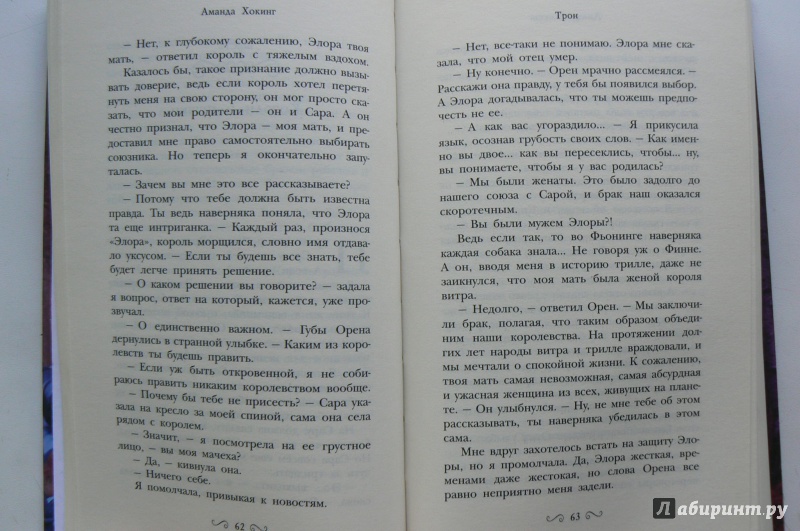 Аманда Хокинг
— Нет, к глубокому сожалению, Элора твоя
мать, — ответил король с тяжелым вздохом.
Казалось бы, такое признание должно вызы-
вать доверие, ведь если король хотел перетя-
нуть меня на свою сторону, он мог просто ска-
зать, что мои родители — он и Сара. А он
честно признал, что Элора — моя мать, и пре-
доставил мне право самостоятельно выбирать
союзника. Но теперь я окончательно запу-
талась.
— Зачем вы мне это все рассказываете?
— Потому что тебе должна быть известна
правда. Ты ведь наверняка поняла, что Элора
та еще интриганка. — Каждый раз, произнося
«Элора», король морщился, словно имя отдава-
ло уксусом. — Если ты будешь все знать, тебе
будет легче принять решение.
— О каком решении вы говорите? — задала
я вопрос, ответ на который, кажется, уже про-
звучал.
— О единственно важном. — Губы Орена
дернулись в странной улыбке. — Каким из ко-
ролевств ты будешь править.
— Если уж быть откровенной, я не соби-
раюсь править никаким королевством вообще.
— Почему бы тебе не присесть? — Сара ука-
зала на кресло за моей спиной, сама она села
рядом с королем.
— Значит, — я посмотрела на ее грустное
лицо, — вы моя мачеха?
— Да, — кивнула она.
— Ничего себе.
Я помолчала, привыкая к новостям.
62
Трон
— Нет, все-таки не понимаю. Элора мне ска-
зала, что мой отец умер.
— Ну конечно. — Орен мрачно рассмеялся. —
Расскажи она правду, у тебя бы появился выбор.
А Элора догадывалась, что ты можешь предпо-
честь не ее.
— А как вас угораздило... — Я прикусила
язык, осознав грубость своих слов. — Как имен-
но вы двое... как вы пересеклись, чтобы... ну,
вы понимаете, чтобы я у вас родилась?
— Мы были женаты. Это было задолго до
нашего союза с Сарой, и брак наш оказался
скоротечным.
— Вы были мужем Элоры?!
Ведь если так, то во Фьонинге наверняка
каждая собака знала... Не говоря уж о Финне.
А он, вводя меня в историю трилле, даже не
заикнулся, что моя мать была женой короля
витра.
— Недолго, — ответил Орен. — Мы заключи-
ли брак, полагая, что таким образом объеди-
ним наши королевства. На протяжении дол-
гих лет народы витра и трилле враждовали, и
мы мечтали о спокойной жизни. К сожалению,
твоя мать самая невозможная, самая абсурдная
и ужасная женщина из всех, живущих на плане-
те. — Он улыбнулся. — Ну, не мне тебе об этом
рассказывать, ты наверняка убедилась в этом
сама.
Мне вдруг захотелось встать на защиту Эло-
ры, но я промолчала. Да, Элора жесткая, вре-
менами даже жестокая, но слова Орена все
равно неприятно меня задели.
63
Лабиринт.ру